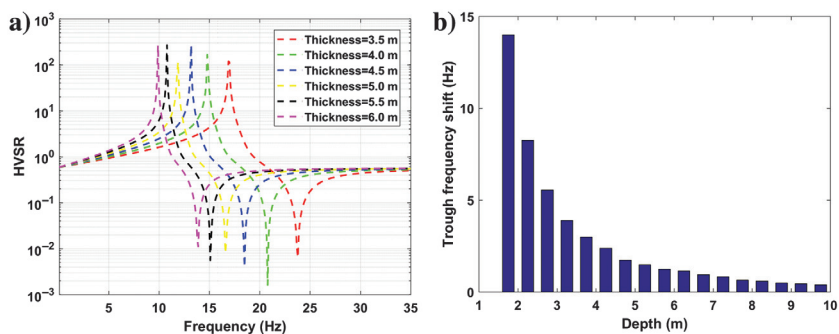 a)
HVSR
10³
10²
10¹
10⁰
10⁻¹
10⁻²
10⁻³
Thickness=3.5 m
Thickness=4.0 m
Thickness=4.5 m
Thickness=5.0 m
Thickness=5.5 m
Thickness=6.0 m
5 10 15 20 25 30 35
Frequency (Hz)
b)
Trough frequency shift (Hz)
15
10
5
0
1 2 3 4 5 6 7 8 9 10
Depth (m)